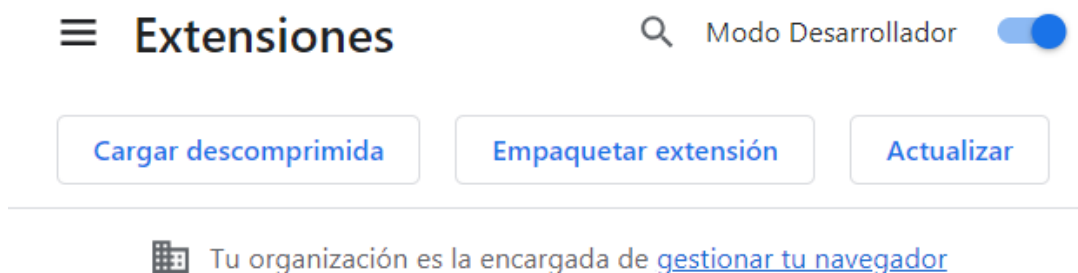 Extensiones
Modo Desarrollador
Cargar descomprimida
Empaquetar extensión
Actualizar
Tu organización es la encargada de gestionar tu navegador